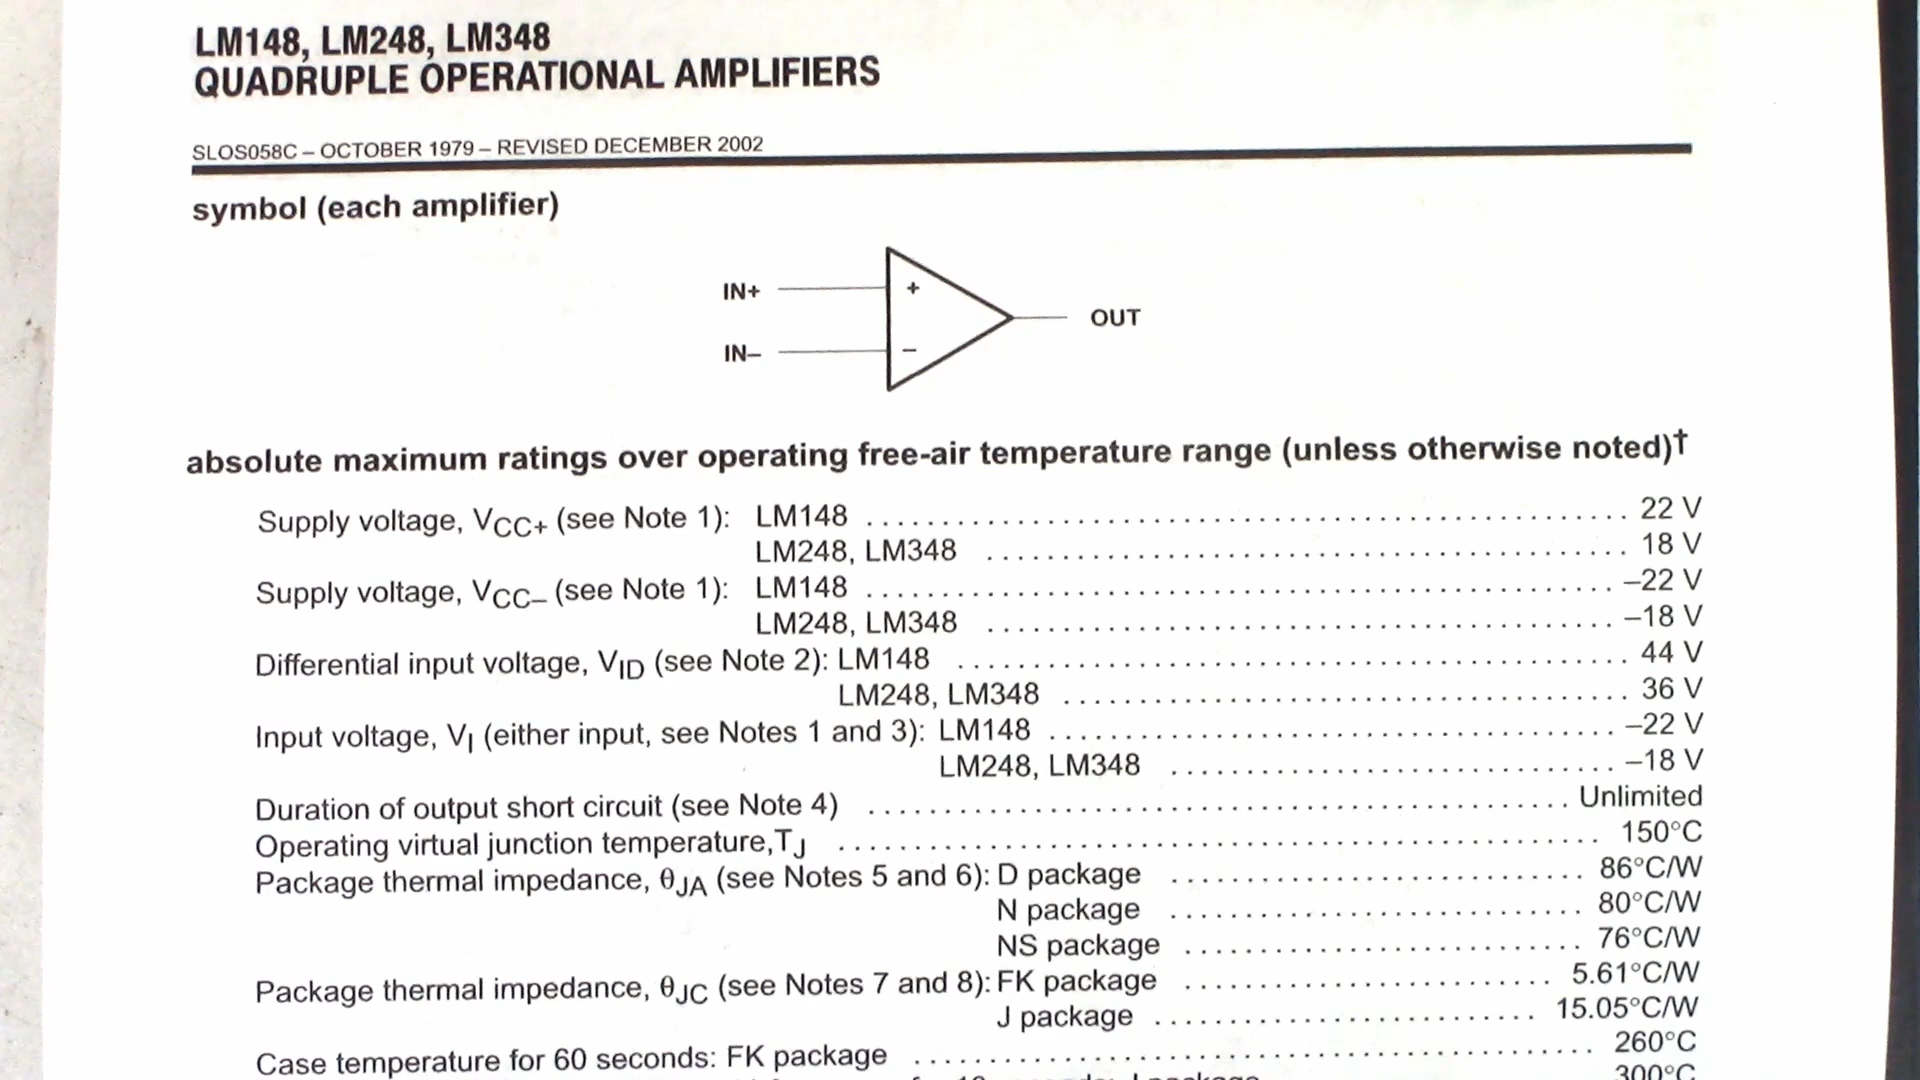 LM148, LM248, LM348
QUADRUPLE OPERATIONAL AMPLIFIERS
SLOS058C – OCTOBER 1979 – REVISED DECEMBER 2002
symbol (each amplifier)
IN+
+
OUT
IN–
–
absolute maximum ratings over operating free-air temperature range (unless otherwise noted)†
Supply voltage, VCC+ (see Note 1): LM148 ........ 22 V
LM248, LM348 ........ 18 V
Supply voltage, VCC– (see Note 1): LM148 ........ –22 V
LM248, LM348 ........ –18 V
Differential input voltage, VID (see Note 2): LM148 ........ 44 V
LM248, LM348 ........ 36 V
Input voltage, VI (either input, see Notes 1 and 3): LM148 ........ –22 V
LM248, LM348 ........ –18 V
Duration of output short circuit (see Note 4) ........ Unlimited
Operating virtual junction temperature,TJ ........ 150°C
Package thermal impedance, θJA (see Notes 5 and 6): D package ........ 86°C/W
N package ........ 80°C/W
NS package ........ 76°C/W
Package thermal impedance, θJC (see Notes 7 and 8): FK package ........ 5.61°C/W
J package ........ 15.05°C/W
Case temperature for 60 seconds: FK package ........ 260°C
300°C